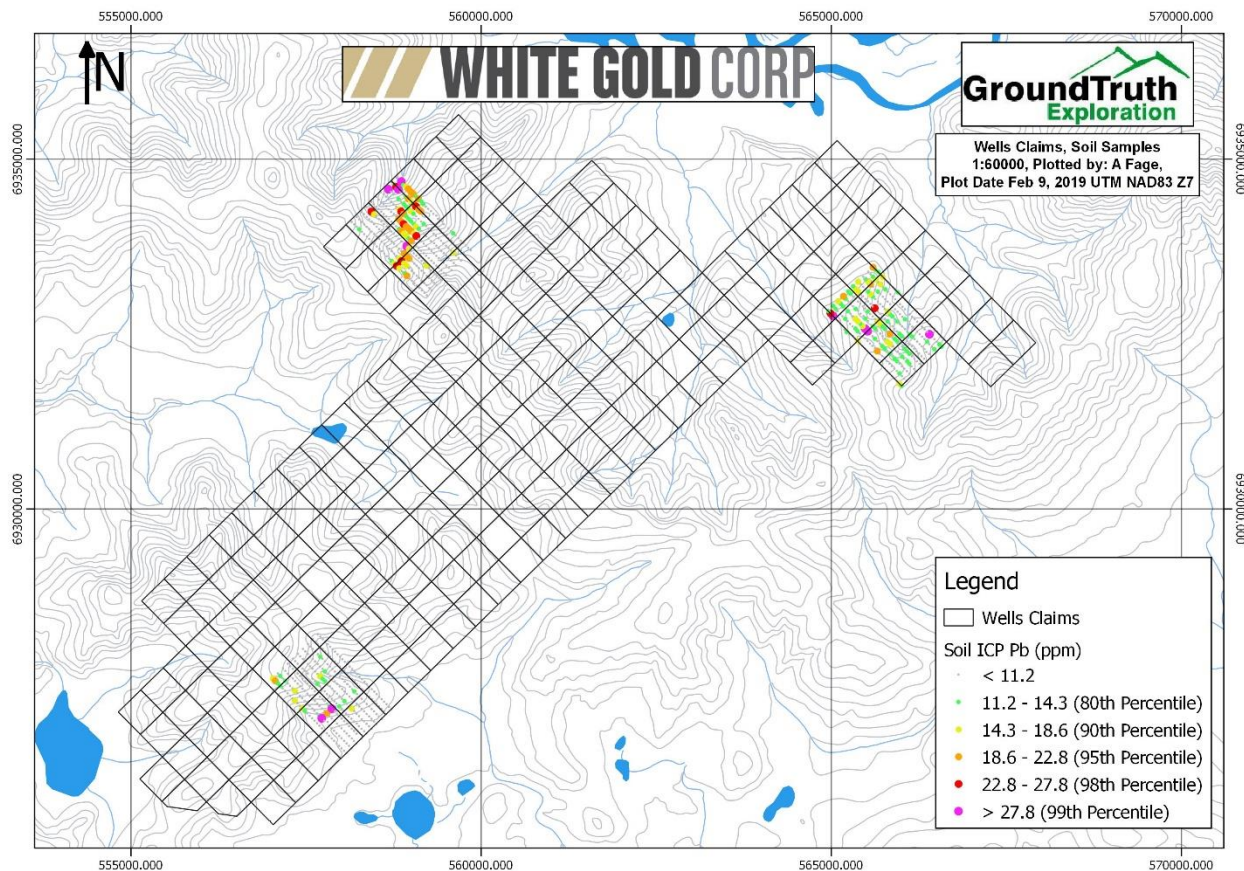 555000.000
560000.000
565000.000
570000.000
N
WHITE GOLD CORP
GroundTruth
Exploration
Wells Claims, Soil Samples
1:60000, Plotted by: A Fage,
Plot Date Feb 9, 2019 UTM NAD83 Z7
6935000.000
6935000.000
6930000.000
6930000.000
Legend
Wells Claims
Soil ICP Pb (ppm)
< 11.2
11.2 - 14.3 (80th Percentile)
14.3 - 18.6 (90th Percentile)
18.6 - 22.8 (95th Percentile)
22.8 - 27.8 (98th Percentile)
> 27.8 (99th Percentile)
555000.000
560000.000
565000.000
570000.000